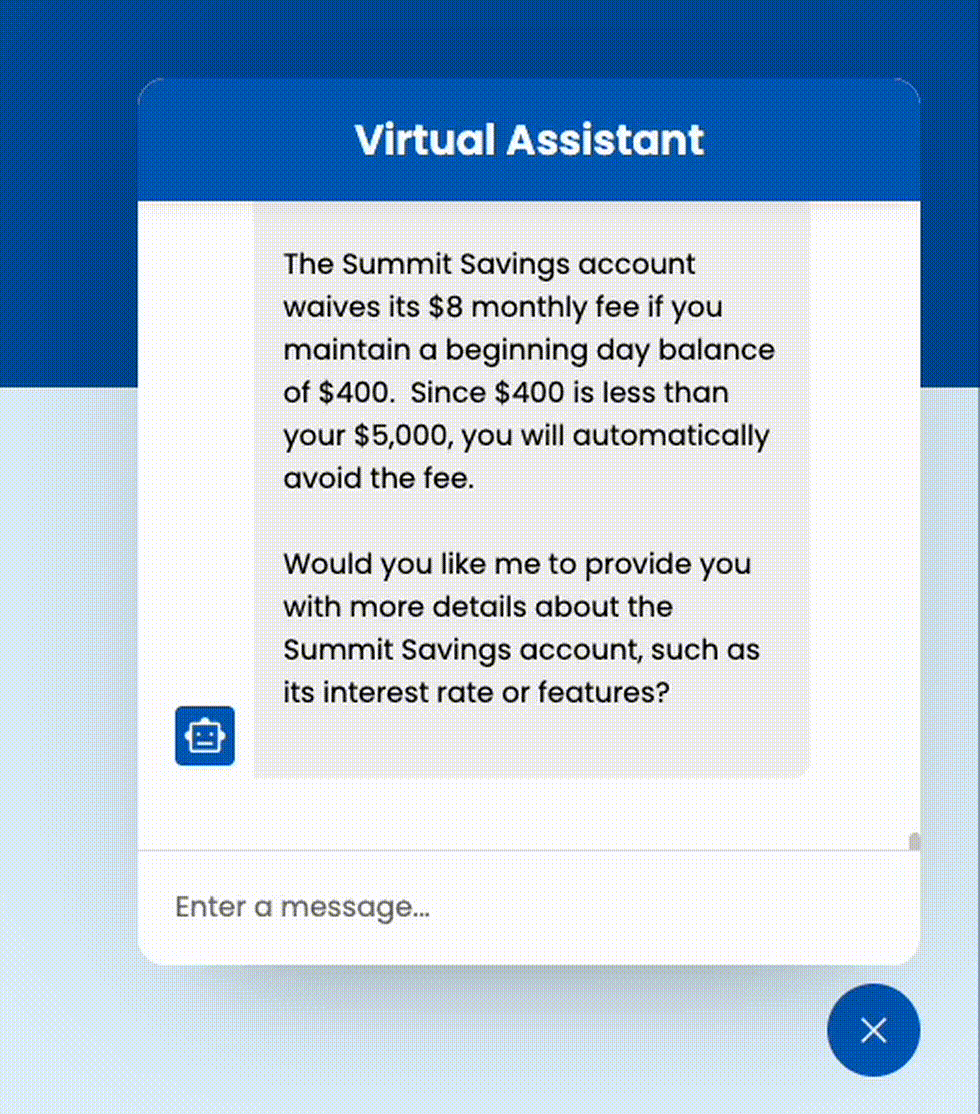 Virtual Assistant
The Summit Savings account
waives its $8 monthly fee if you
maintain a beginning day balance
of $400.  Since $400 is less than
your $5,000, you will automatically
avoid the fee.
Would you like me to provide you
with more details about the
Summit Savings account, such as
its interest rate or features?
Enter a message...